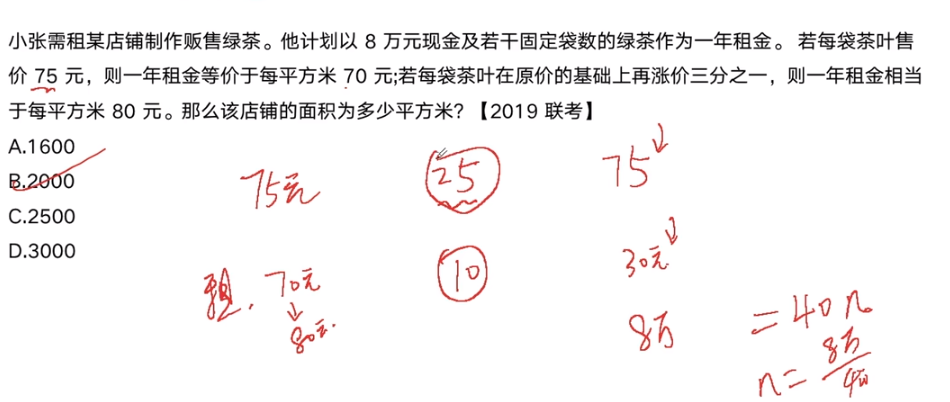 小张需租某店铺制作贩售绿茶。他计划以 8 万元现金及若干固定袋数的绿茶作为一年租金。 若每袋茶叶售
价 75 元，则一年租金等价于每平方米 70 元;若每袋茶叶在原价的基础上再涨价三分之一，则一年租金相当
于每平方米 80 元。那么该店铺的面积为多少平方米？【2019 联考】
A.1600
B.2000
C.2500
D.3000
75元 25 75
租. 70元 10 30元
80元. 8万 =40n
n=8万/40